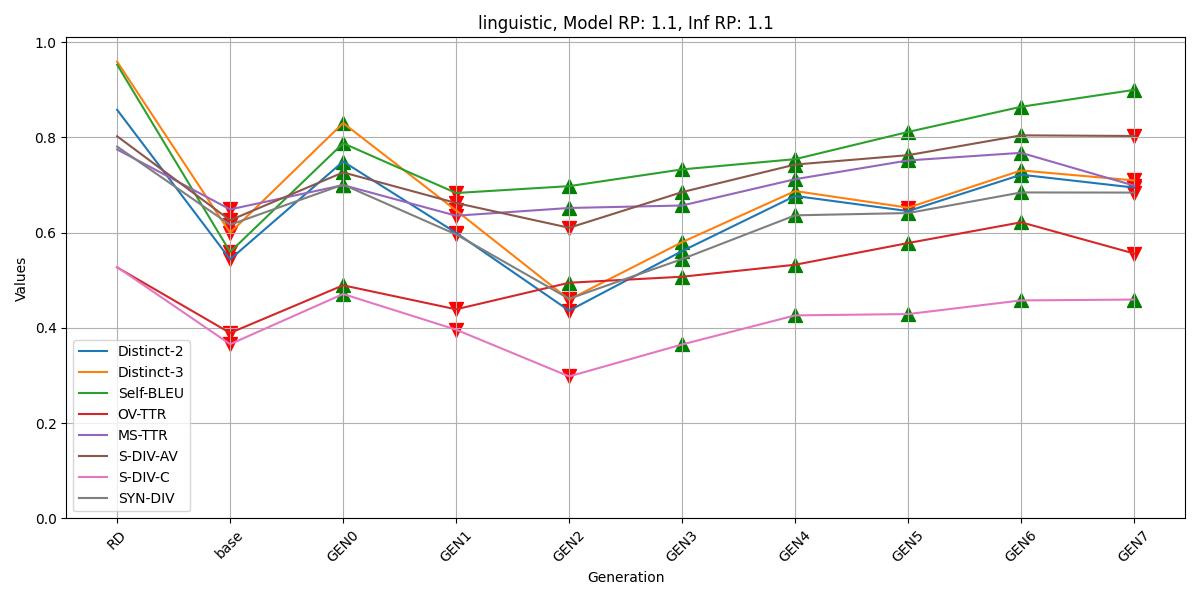 linguistic, Model RP: 1.1, Inf RP: 1.1
1.0
0.8
0.6
0.4
0.2
0.0
Values
Distinct-2
Distinct-3
Self-BLEU
OV-TTR
MS-TTR
S-DIV-AV
S-DIV-C
SYN-DIV
RD
base
GEN0
GEN1
GEN2
GEN3
GEN4
GEN5
GEN6
GEN7
Generation